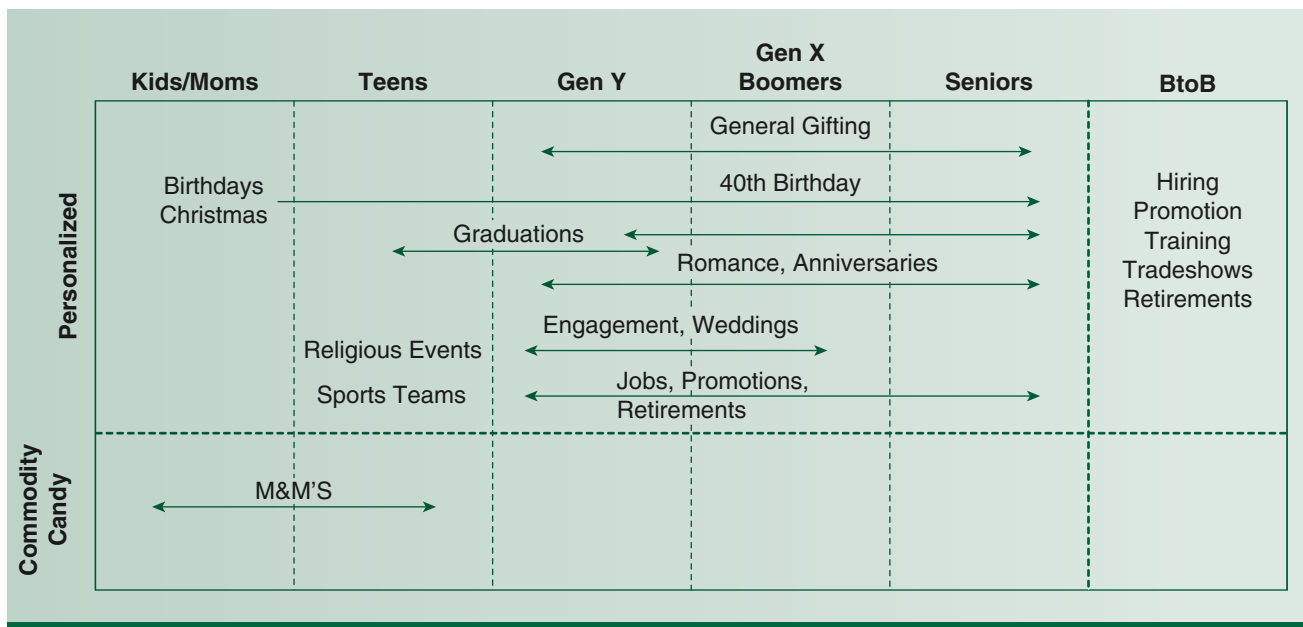 Kids/Moms
Teens
Gen Y
Gen X
Boomers
Seniors
BtoB
Personalized
General Gifting
Birthdays
Christmas
40th Birthday
Graduations
Romance, Anniversaries
Engagement, Weddings
Religious Events
Sports Teams
Jobs, Promotions,
Retirements
Hiring
Promotion
Training
Tradeshows
Retirements
Commodity
Candy
M&M'S